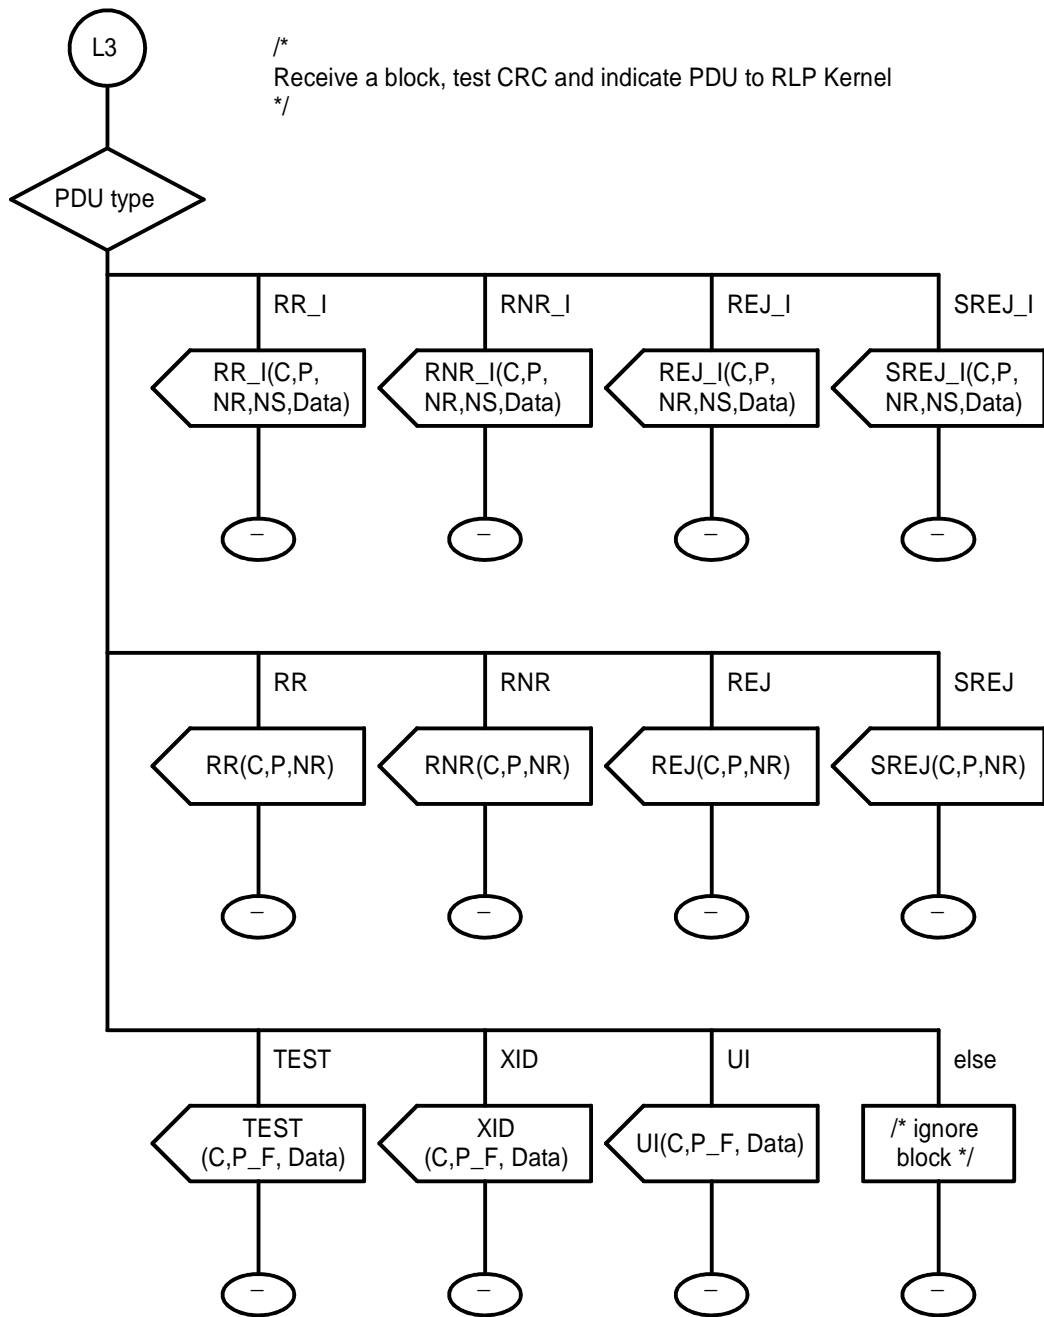 L3
/*
Receive a block, test CRC and indicate PDU to RLP Kernel
*/
PDU type
RR_I
RNR_I
REJ_I
SREJ_I
RR_I(C,P,
NR,NS,Data)
RNR_I(C,P,
NR,NS,Data)
REJ_I(C,P,
NR,NS,Data)
SREJ_I(C,P,
NR,NS,Data)
–
–
–
–
RR
RNR
REJ
SREJ
RR(C,P,NR)
RNR(C,P,NR)
REJ(C,P,NR)
SREJ(C,P,NR)
–
–
–
–
TEST
XID
UI
else
TEST
(C,P_F, Data)
XID
(C,P_F, Data)
UI(C,P_F, Data)
/* ignore
block */
–
–
–
–